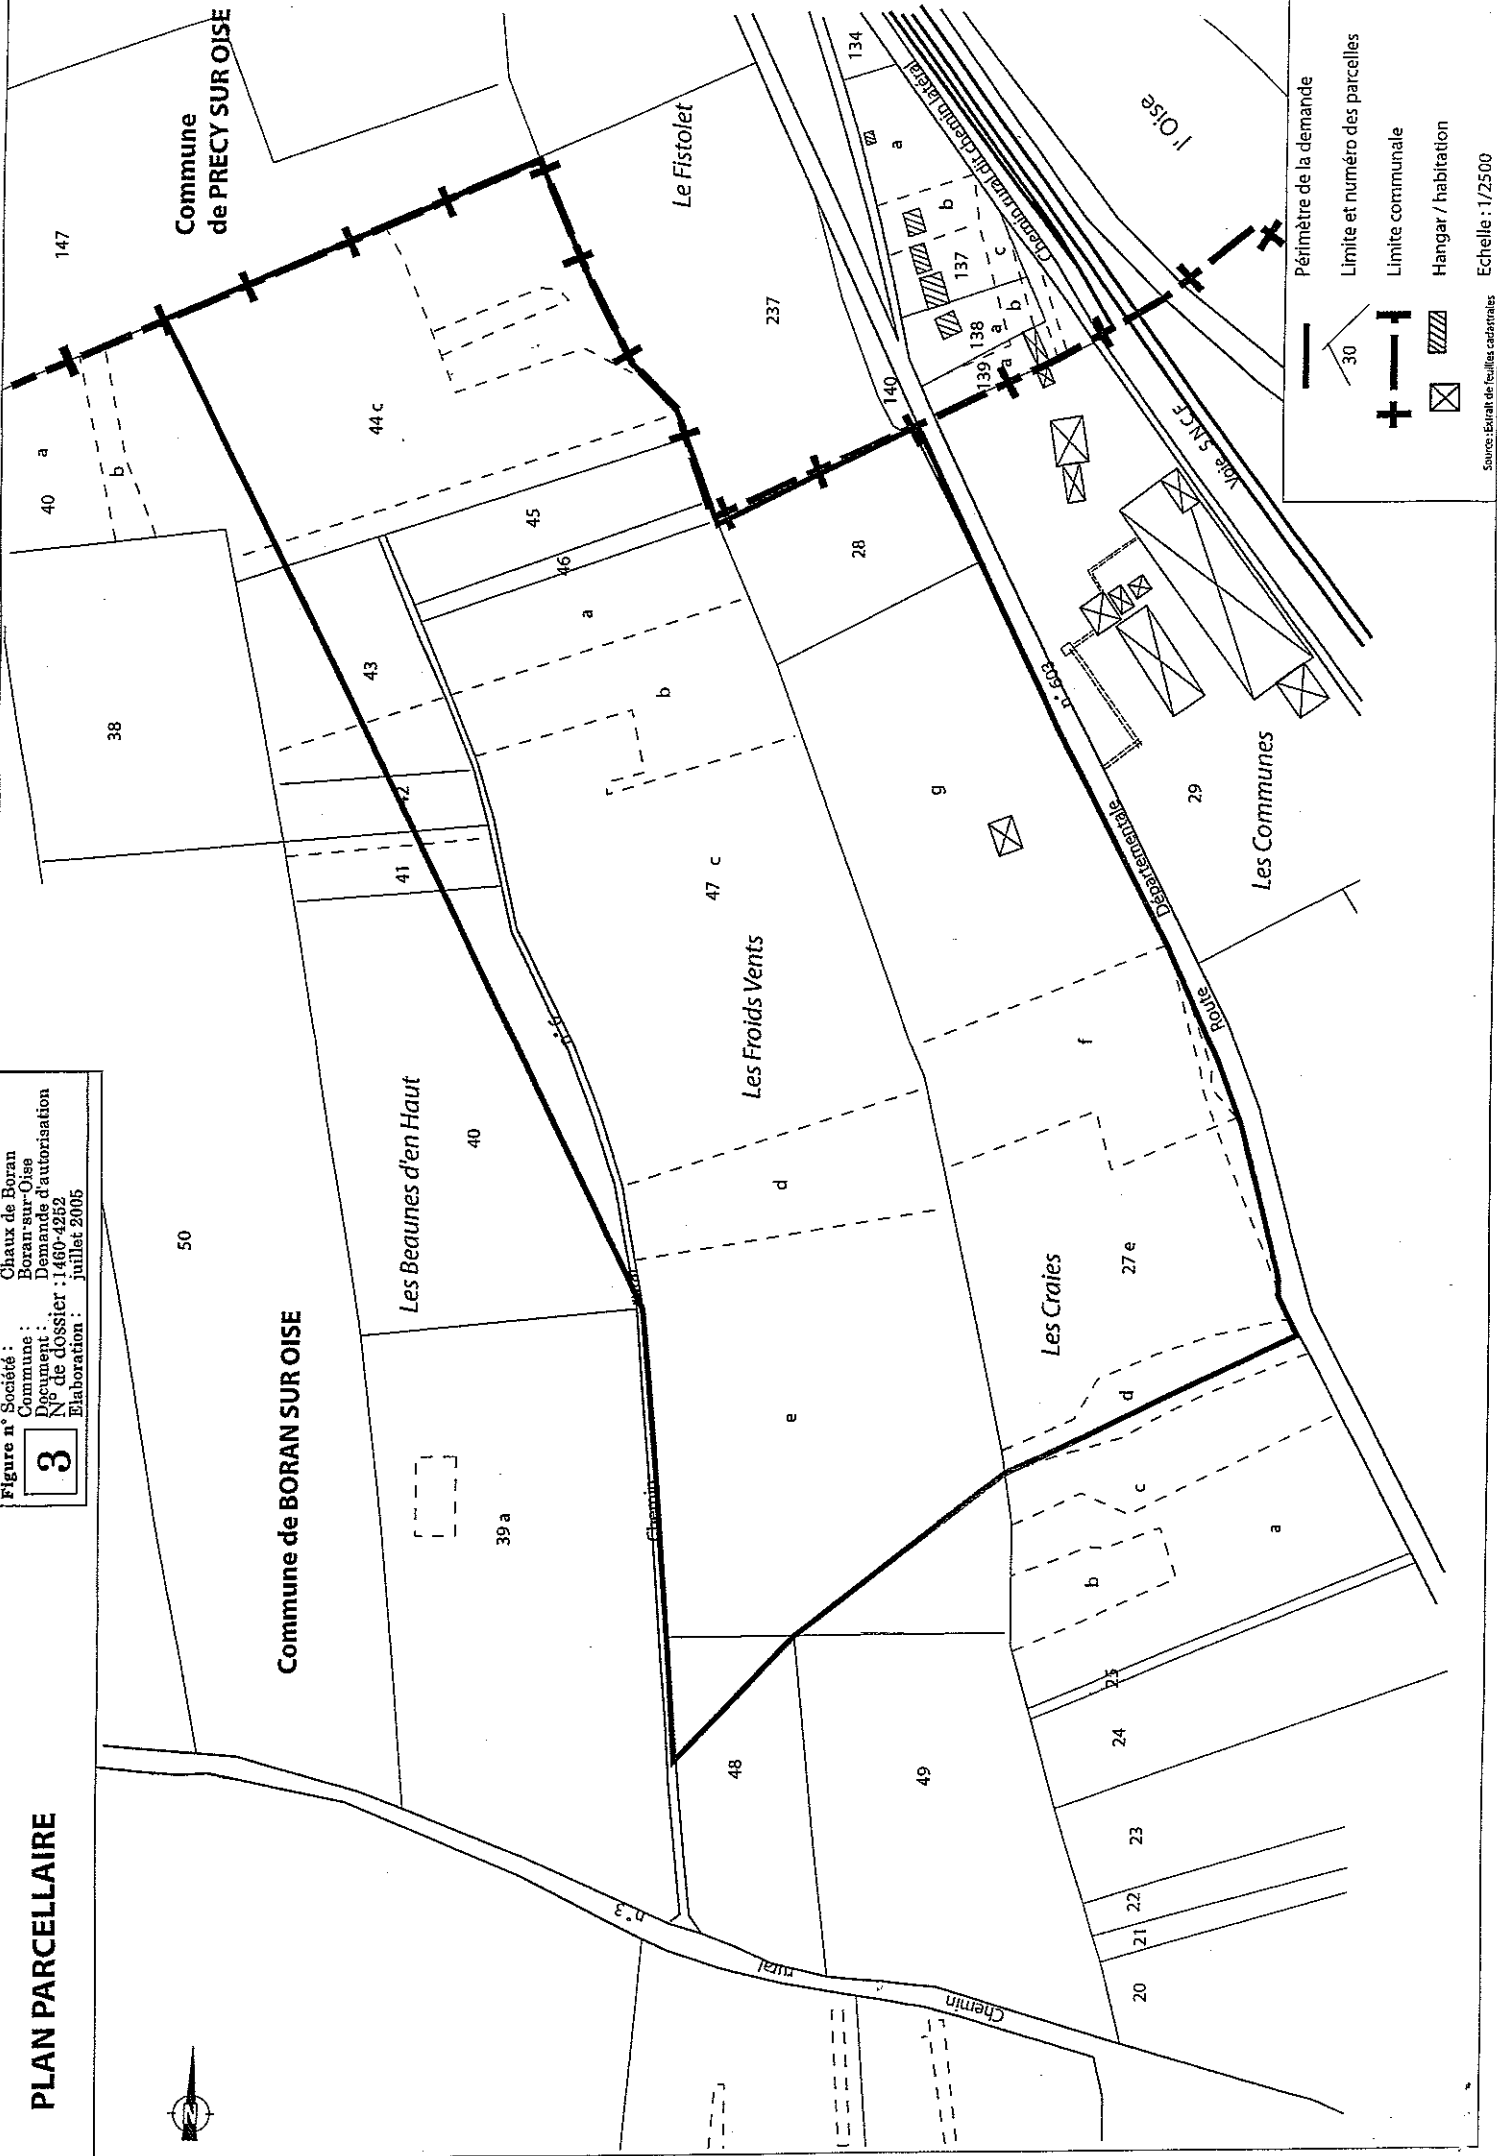 PLAN PARCELLAIRE
Figure n°
3
Société : Chaux de Boran
Commune : Boran-sur-Oise
Document : Demande d'autorisation
N° de dossier : 1460-4252
Elaboration : juillet 2005
Commune
de PRECY SUR OISE
Commune de BORAN SUR OISE
147
40
a
b
38
50
44 c
43
42
41
40
Les Beaunes d'en Haut
39 a
45
46
a
b
47 c
Les Froids Vents
d
e
Chemin
n° 6
Le Fistolet
237
28
g
f
27 e
Les Craies
d
c
b
a
48
49
25
24
23
22
21
20
Chemin
rural
n° 3
Route
Départementale
n° 603
29
Les Communes
Voie S N C F
134
a
b
c
137
138
a
b
139
a
140
Chemin rural dit chemin latéral
l'Oise
Périmètre de la demande
30
Limite et numéro des parcelles
Limite communale
Hangar / habitation
Echelle : 1/2500
Source : Extrait de feuilles cadastrales